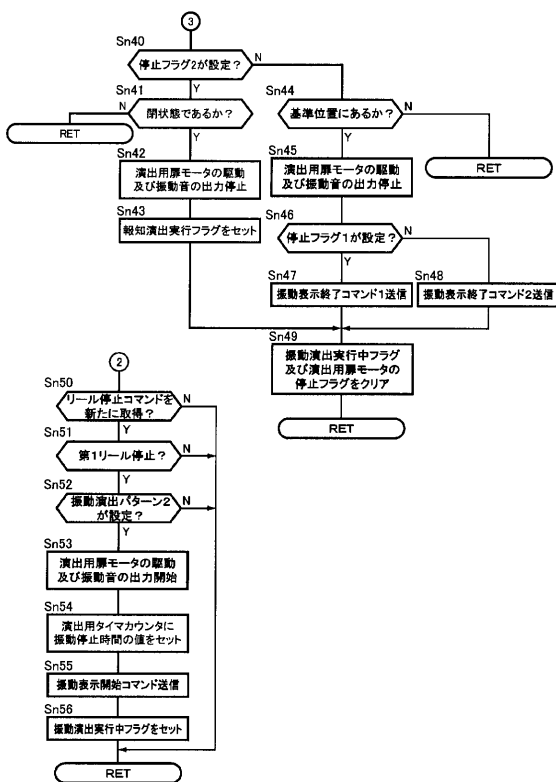 3
Sn40
停止フラグ2が設定？
N
Y
Sn41
N
閉状態であるか？
RET
Y
Sn42
演出用扉モータの駆動
及び振動音の出力停止
Sn43
報知演出実行フラグをセット
Sn44
基準位置にあるか？
N
Y
RET
Sn45
演出用扉モータの駆動
及び振動音の出力停止
Sn46
停止フラグ1が設定？
N
Y
Sn47
振動表示終了コマンド1送信
Sn48
振動表示終了コマンド2送信
Sn49
振動演出実行中フラグ
及び演出用扉モータの
停止フラグをクリア
RET
2
Sn50
リール停止コマンドを
新たに取得？
N
Y
Sn51
第1リール停止？
N
Y
Sn52
振動演出パターン2
が設定？
N
Y
Sn53
演出用扉モータの駆動
及び振動音の出力開始
Sn54
演出用タイマカウンタに
振動停止時間の値をセット
Sn55
振動表示開始コマンド送信
Sn56
振動演出実行中フラグをセット
RET